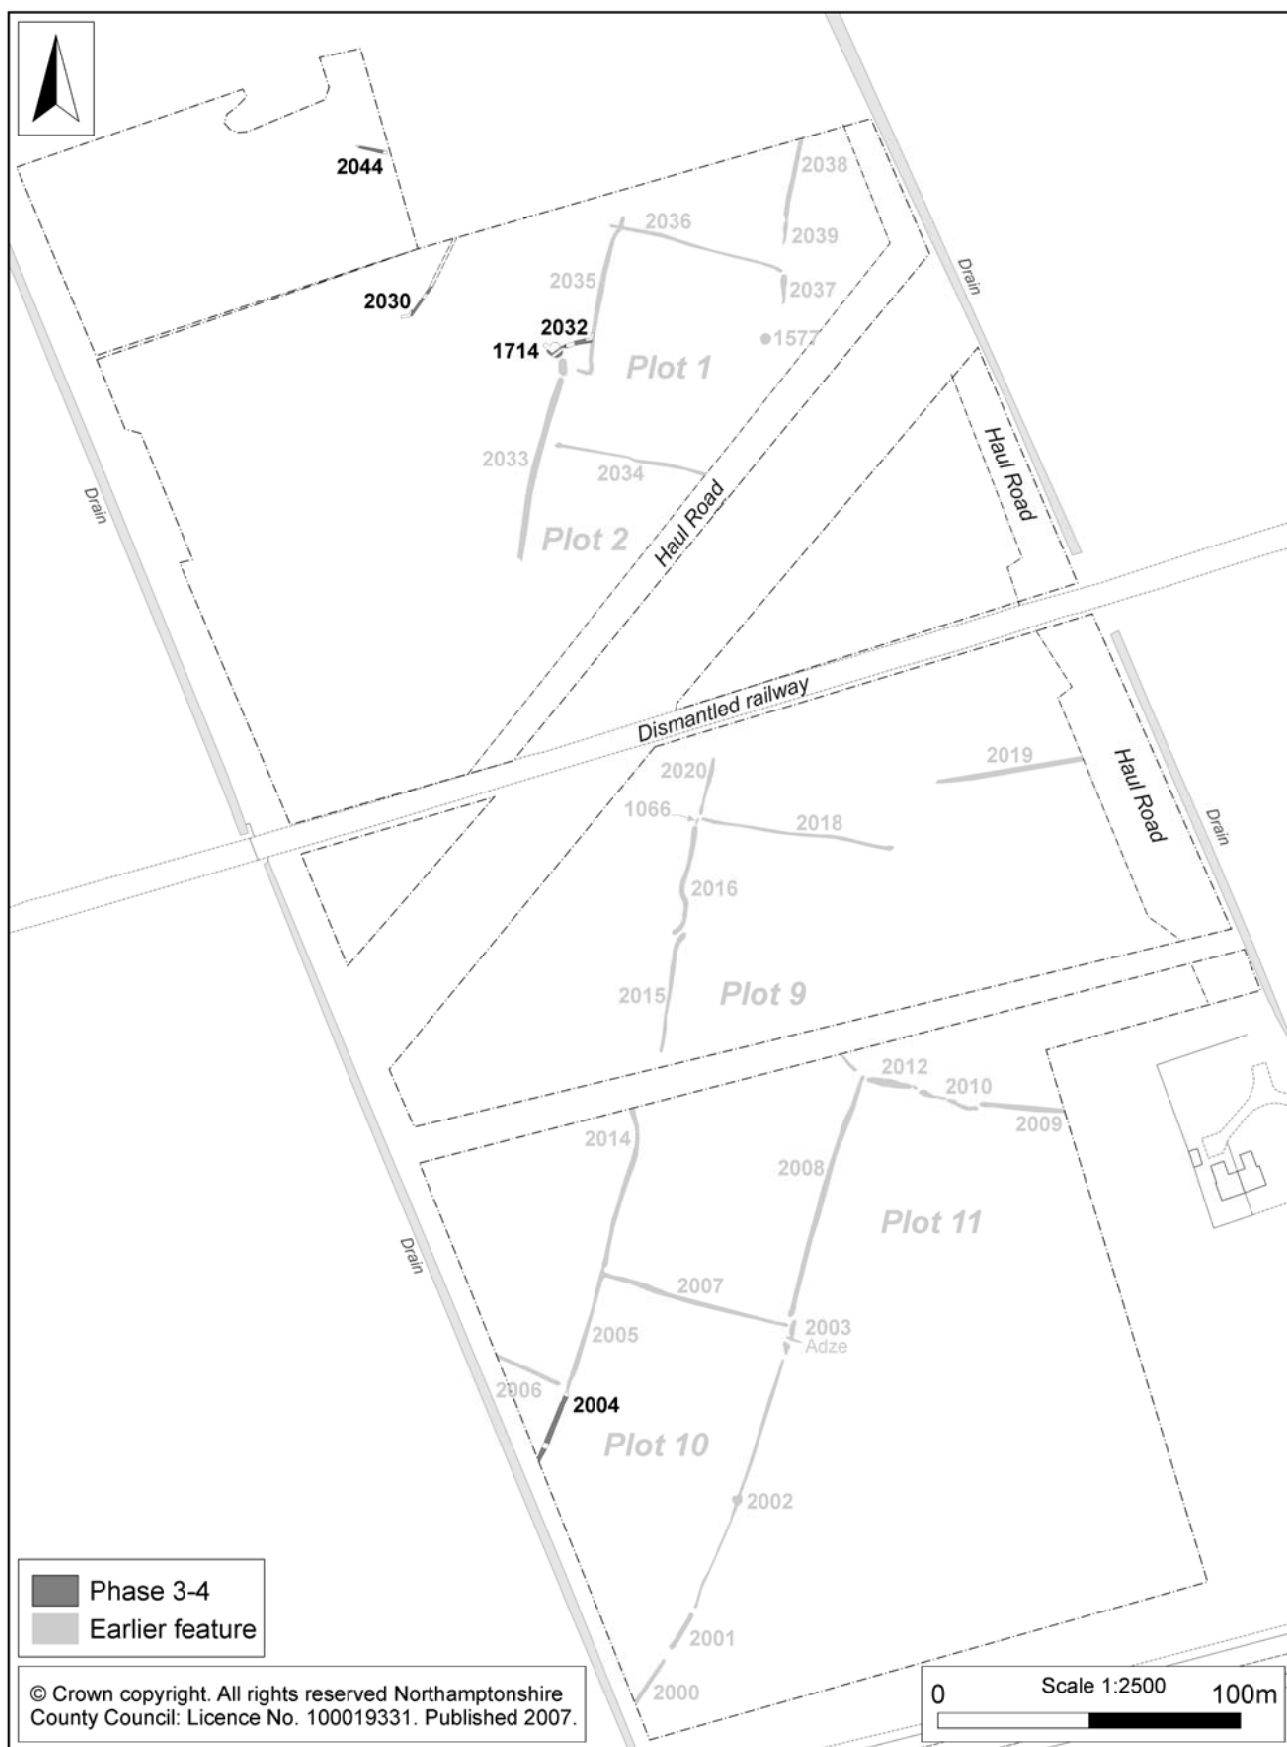 2044
2038
2036
2039
2035
2037
2030
2032
1577
1714
Plot 1
Drain
2033
2034
Haul Road
Haul Road
Drain
Plot 2
Dismantled railway
2020
2019
1066
2018
Haul Road
Drain
2016
2015
Plot 9
2012
2010
2009
2014
2008
Plot 11
Drain
2007
2005
2003
Adze
2006
2004
Plot 10
2002
Phase 3-4
Earlier feature
2001
2000
© Crown copyright. All rights reserved Northamptonshire
County Council: Licence No. 100019331. Published 2007.
0 Scale 1:2500 100m